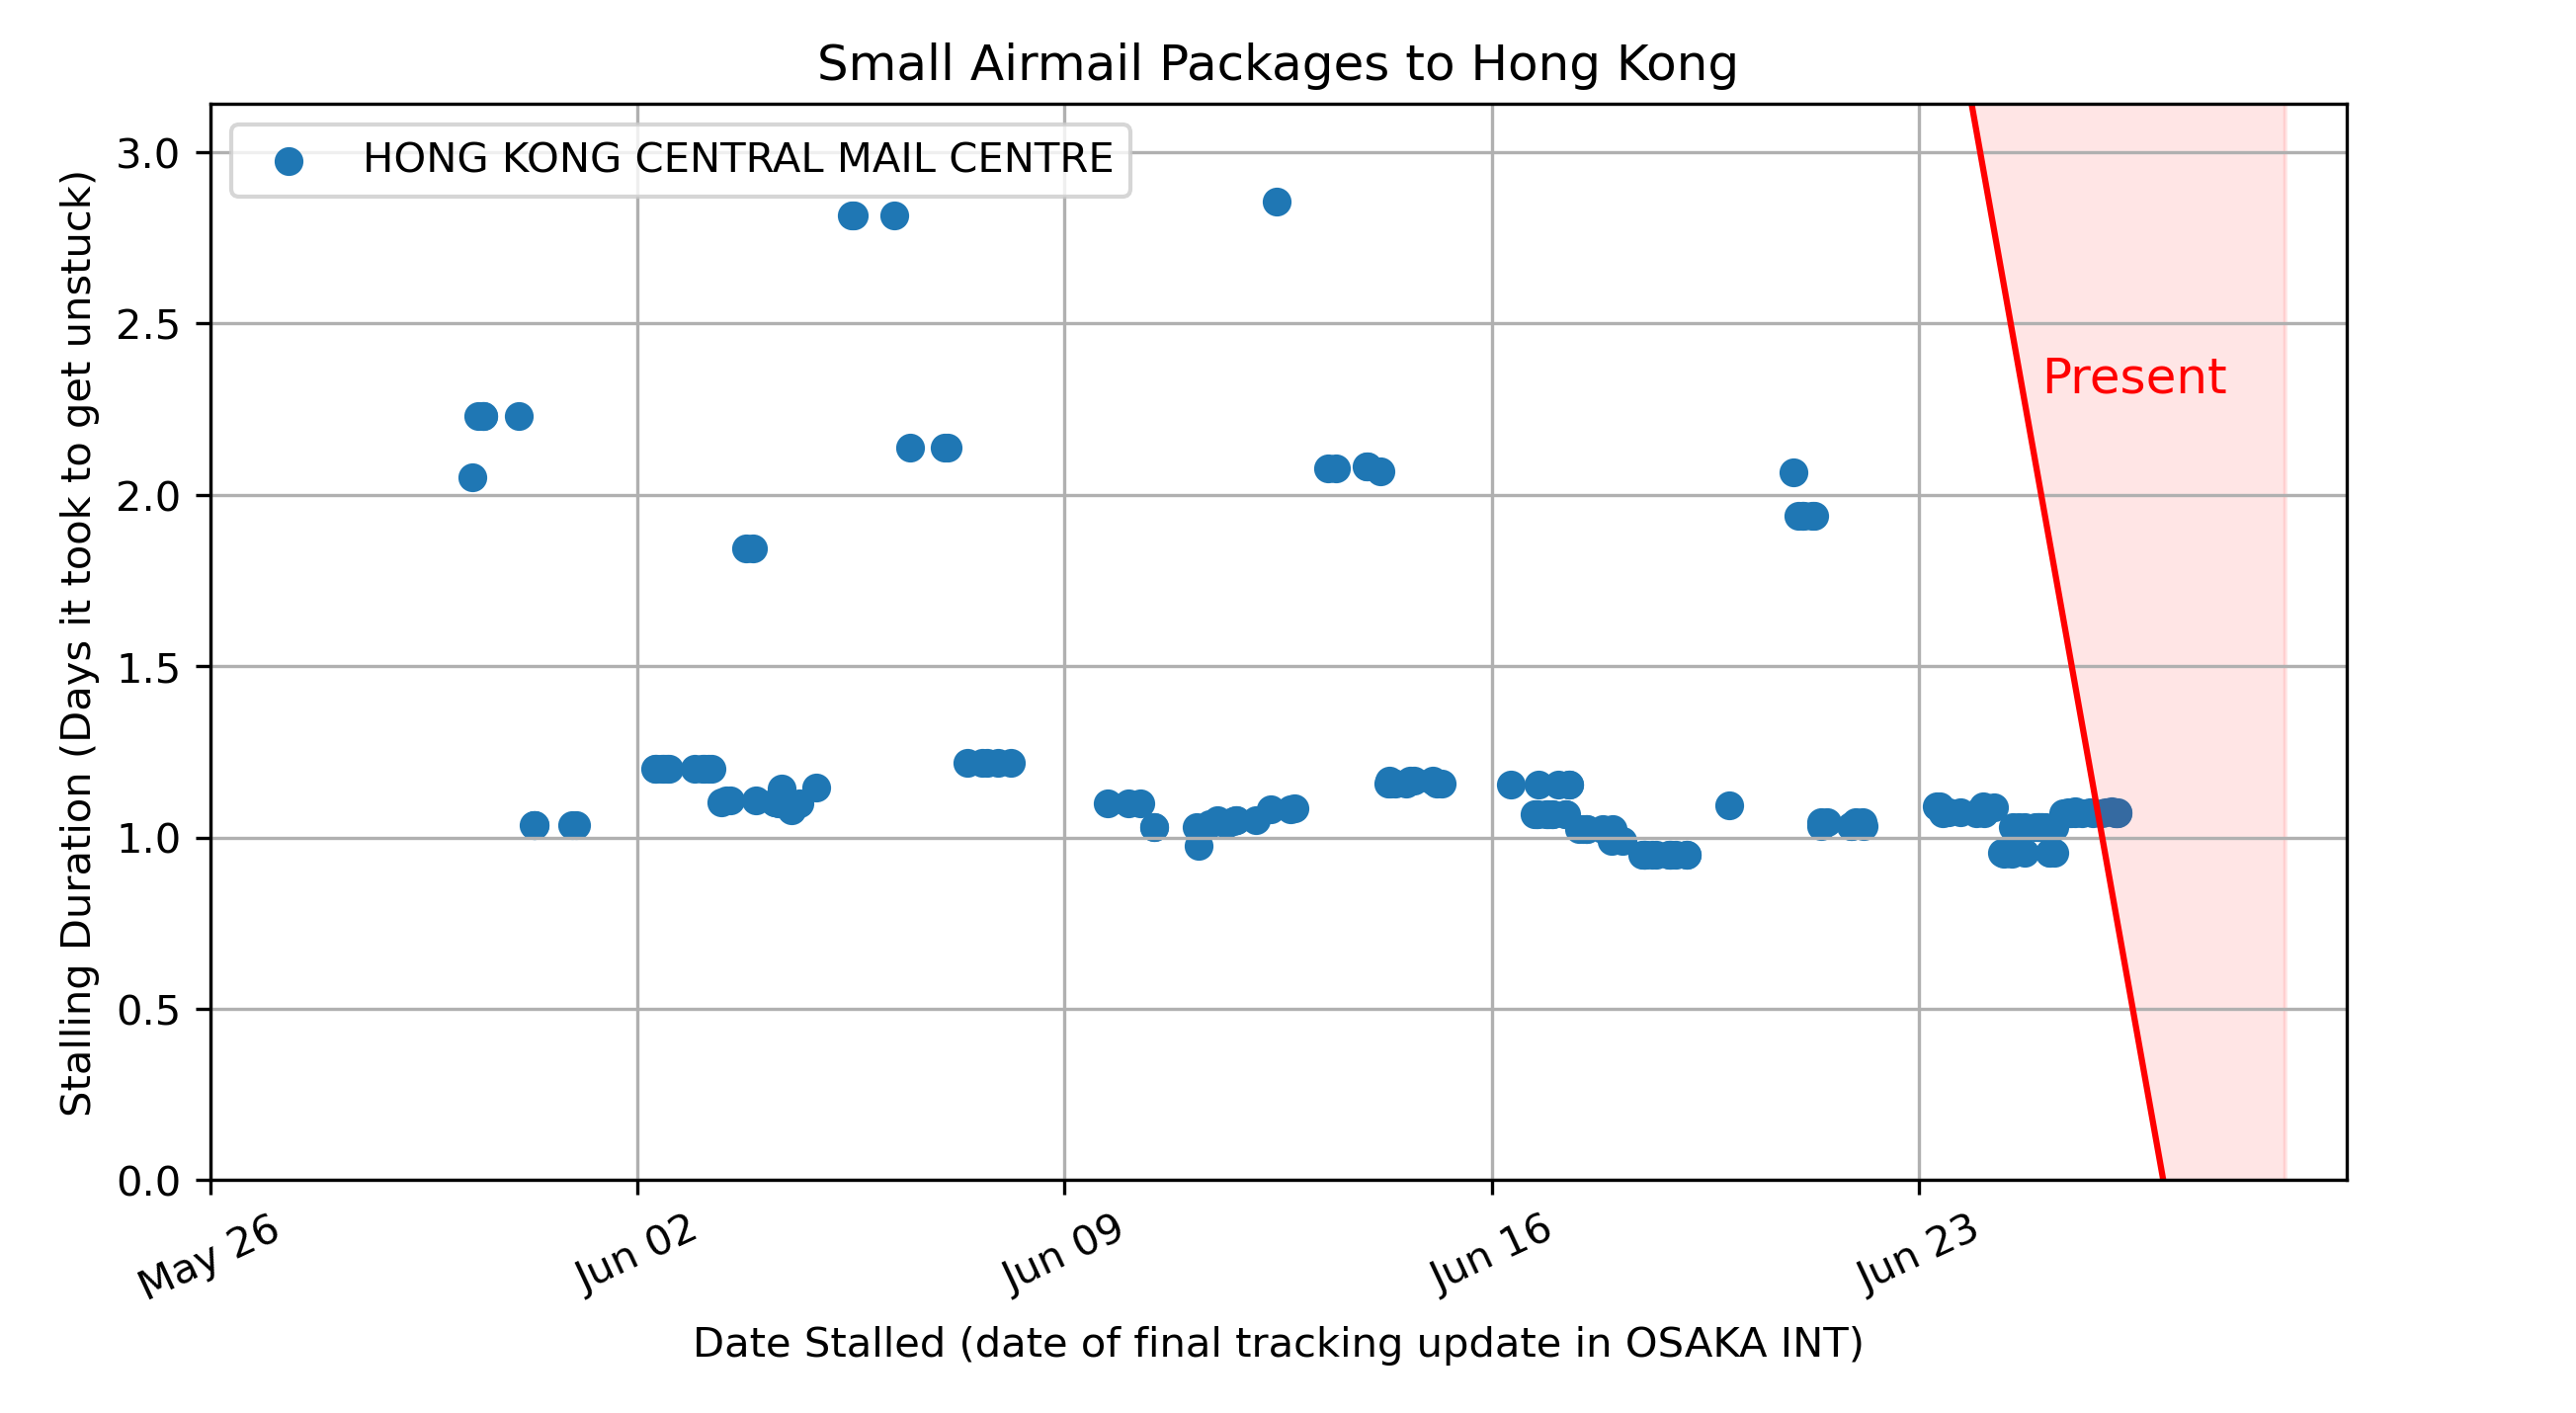 Small Airmail Packages to Hong Kong
HONG KONG CENTRAL MAIL CENTRE
Present
Stalling Duration (Days it took to get unstuck)
3.0
2.5
2.0
1.5
1.0
0.5
0.0
May 26
Jun 02
Jun 09
Jun 16
Jun 23
Date Stalled (date of final tracking update in OSAKA INT)